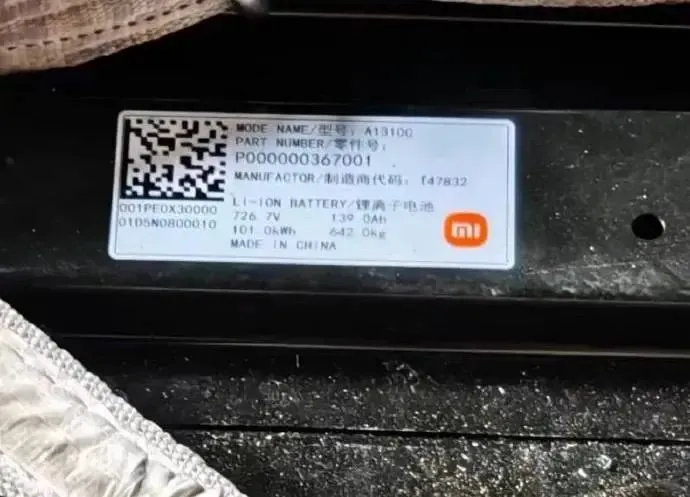 MODE NAME/型号: A1310C
PART NUMBER/零件号:
P000000367001
MANUFACTOR/制造商代码: f47832
001PE0X30000
0105N0800010
LI-ION BATTERY/锂离子电池
726.7V 139.0Ah
101.0kWh 642.0kg
MADE IN CHINA
mi